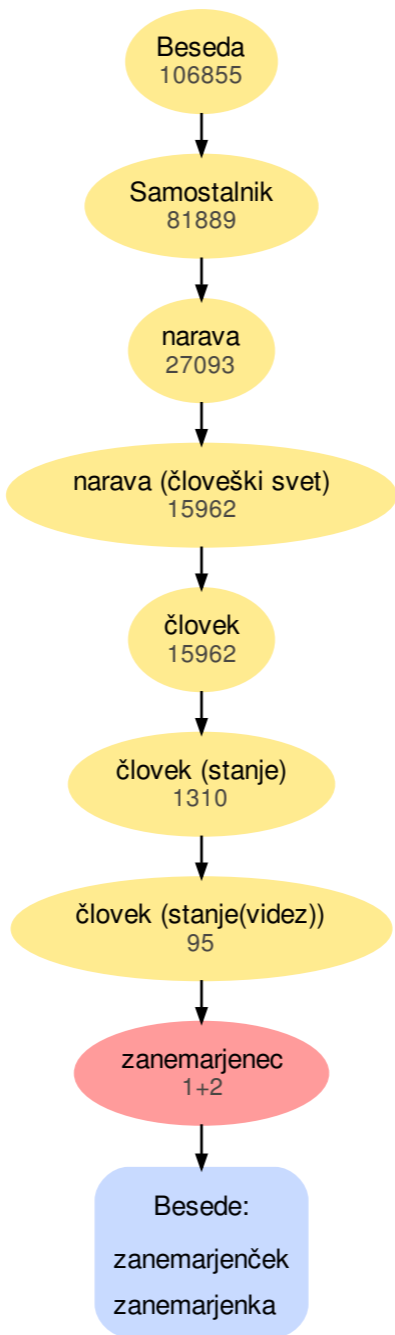 Beseda
106855
Samostalnik
81889
narava
27093
narava (človeški svet)
15962
človek
15962
človek (stanje)
1310
človek (stanje(videz))
95
zanemarjenec
1+2
Besede:
zanemarjenček
zanemarjenka